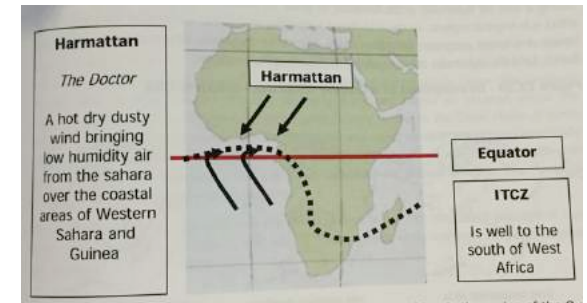 Harmattan
The Doctor
A hot dry dusty
wind bringing
low humidity air
from the sahara
over the coastal
areas of Western
Sahara and
Guinea
Harmattan
Equator
ITCZ
Is well to the
south of West
Africa